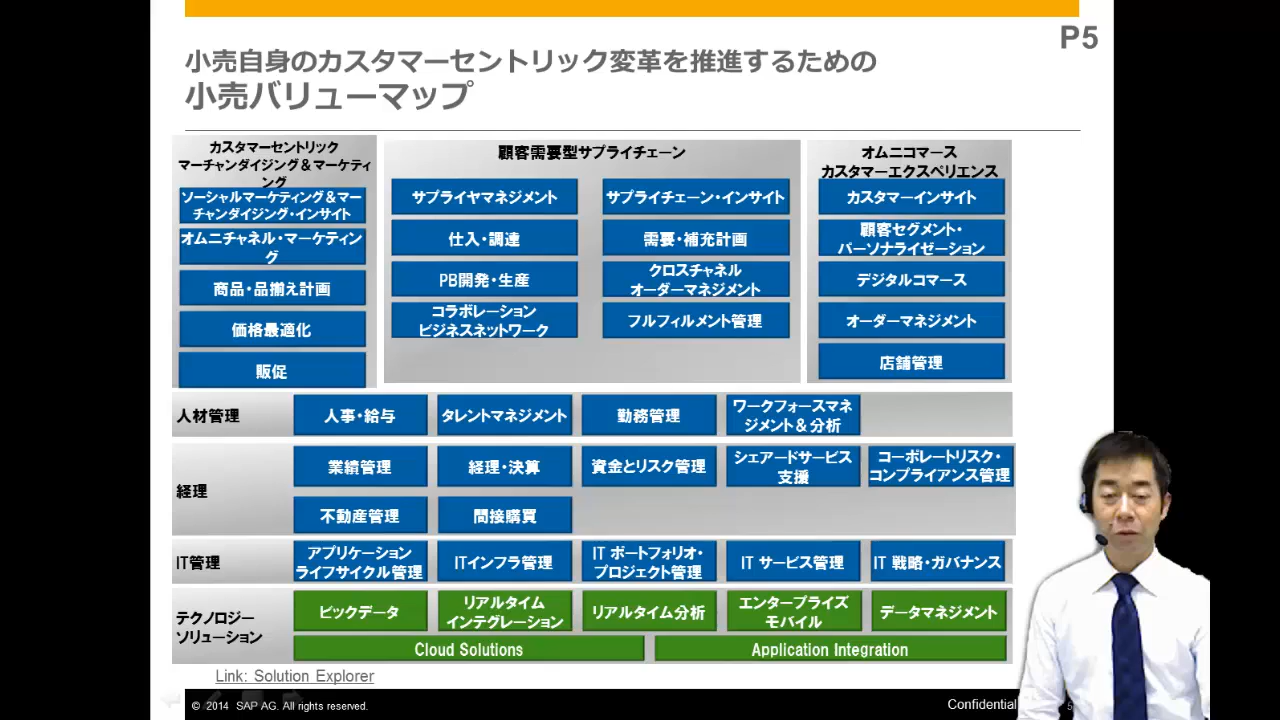 P5
小売自身のカスタマーセントリック変革を推進するための
小売バリューマップ
カスタマーセントリック
マーチャンダイジング＆マーケティ
ング
ソーシャルマーケティング＆マー
チャンダイジング・インサイト
オムニチャネル・マーケティン
グ
商品・品揃え計画
価格最適化
販促
顧客需要型サプライチェーン
サプライヤマネジメント
サプライチェーン・インサイト
仕入・調達
需要・補充計画
PB開発・生産
クロスチャネル
オーダーマネジメント
コラボレーション
ビジネスネットワーク
フルフィルメント管理
オムニコマース
カスタマーエクスペリエンス
カスタマーインサイト
顧客セグメント・
パーソナライゼーション
デジタルコマース
オーダーマネジメント
店舗管理
人材管理
人事・給与
タレントマネジメント
勤務管理
ワークフォースマネ
ジメント＆分析
経理
業績管理
経理・決算
資金とリスク管理
シェアードサービス
支援
コーポレートリスク・
コンプライアンス管理
不動産管理
間接購買
IT管理
アプリケーション
ライフサイクル管理
ITインフラ管理
IT ポートフォリオ・
プロジェクト管理
IT サービス管理
IT 戦略・ガバナンス
テクノロジー
ソリューション
ビックデータ
リアルタイム
インテグレーション
リアルタイム分析
エンタープライズ
モバイル
データマネジメント
Cloud Solutions
Application Integration
Link: Solution Explorer
© 2014 SAP AG. All rights reserved.
Confidential
5